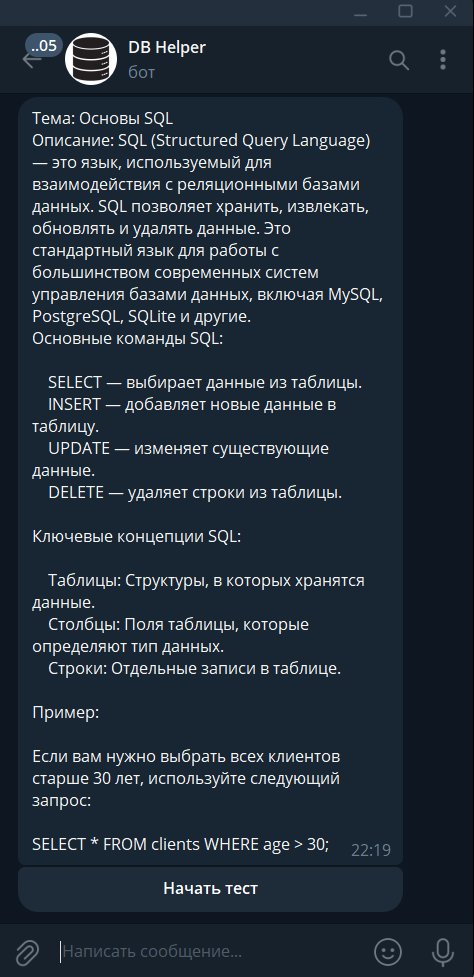 ..05
DB Helper
бот
Тема: Основы SQL
Описание: SQL (Structured Query Language)
— это язык, используемый для
взаимодействия с реляционными базами
данных. SQL позволяет хранить, извлекать,
обновлять и удалять данные. Это
стандартный язык для работы с
большинством современных систем
управления базами данных, включая MySQL,
PostgreSQL, SQLite и другие.
Основные команды SQL:
SELECT — выбирает данные из таблицы.
INSERT — добавляет новые данные в
таблицу.
UPDATE — изменяет существующие
данные.
DELETE — удаляет строки из таблицы.
Ключевые концепции SQL:
Таблицы: Структуры, в которых хранятся
данные.
Столбцы: Поля таблицы, которые
определяют тип данных.
Строки: Отдельные записи в таблице.
Пример:
Если вам нужно выбрать всех клиентов
старше 30 лет, используйте следующий
запрос:
SELECT * FROM clients WHERE age > 30;
22:19
Начать тест
Написать сообщение...